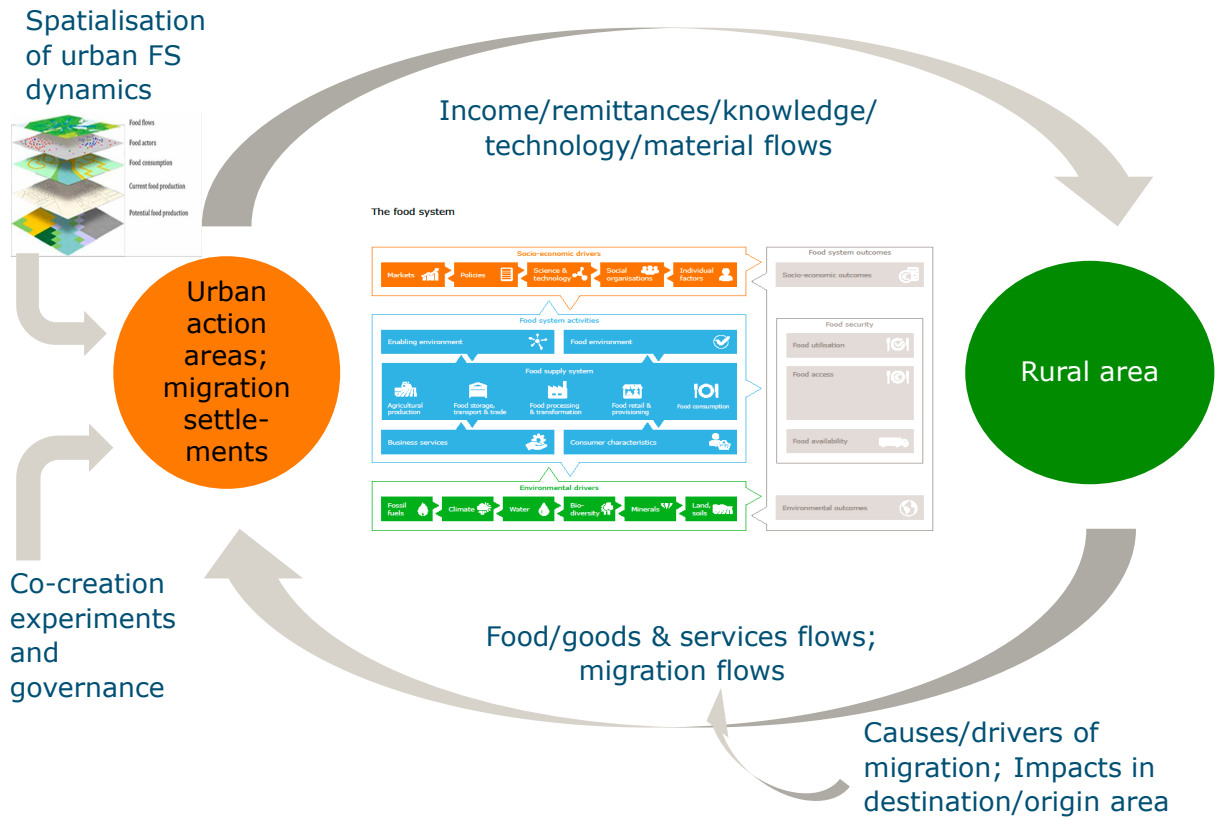 Spatialisation
of urban FS
dynamics
Food flows
Food actors
Food consumption
Current food production
Potential food production
Income/remittances/knowledge/
technology/material flows
The food system
Socio-economic drivers
Markets
Policies
Science &
technology
Social
organisations
Individual
factors
Food system activities
Enabling environment
Food environment
Food supply system
Agricultural
production
Food storage,
transport & trade
Food processing
& transformation
Food retail &
provisioning
Food consumption
Business services
Consumer characteristics
Environmental drivers
Fossil
fuels
Climate
Water
Bio-
diversity
Minerals
Land,
soils
Food system outcomes
Socio-economic outcomes
Food security
Food utilisation
Food access
Food availability
Environmental outcomes
Urban
action
areas;
migration
settle-
ments
Rural area
Co-creation
experiments
and
governance
Food/goods & services flows;
migration flows
Causes/drivers of
migration; Impacts in
destination/origin area